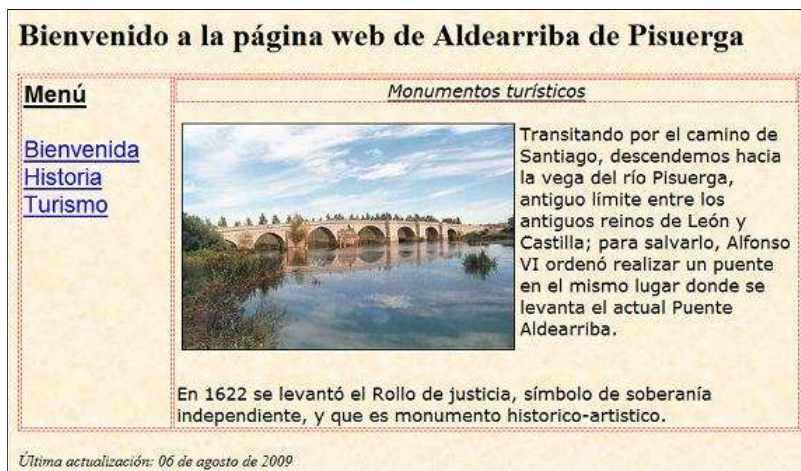 Bienvenido a la página web de Aldearriba de Pisuerga
Menú
Bienvenida
Historia
Turismo
Monumentos turísticos
Transitando por el camino de
Santiago, descendemos hacia
la vega del río Pisuerga,
antiguo límite entre los
antiguos reinos de León y
Castilla; para salvarlo, Alfonso
VI ordenó realizar un puente
en el mismo lugar donde se
levanta el actual Puente
Aldearriba.
En 1622 se levantó el Rollo de justicia, símbolo de soberanía
independiente, y que es monumento historico-artistico.
Última actualización: 06 de agosto de 2009